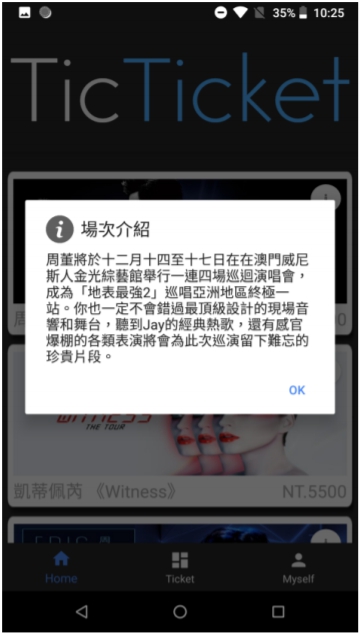 35% 10:25
TicTicket
場次介紹
周董將於十二月十四至十七日在在澳門威尼
斯人金光綜藝館舉行一連四場巡迴演唱會，
成為「地表最強2」巡唱亞洲地區終極一
站。你也一定不會錯過最頂級設計的現場音
響和舞台，聽到Jay的經典熱歌，還有感官
爆棚的各類表演將會為此次巡演留下難忘的
珍貴片段。
OK
周
0
WITNESS
THE TOUR
凱蒂佩芮 《Witness》 NT.5500
ERIC 周
Home Ticket Myself